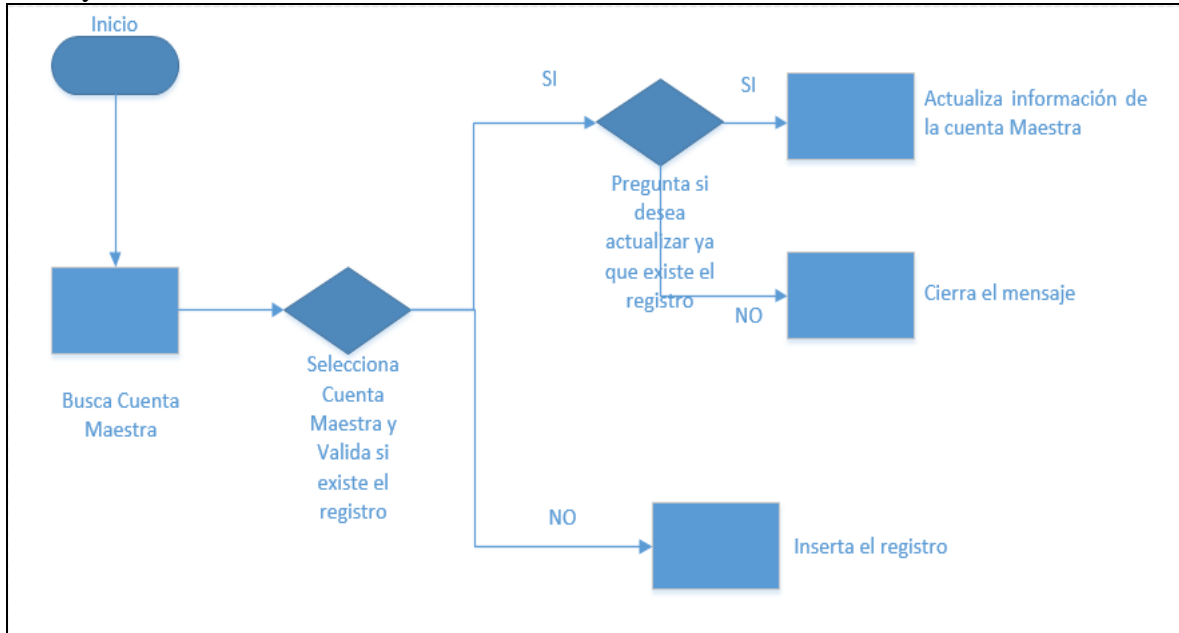 Inicio
SI
SI
Actualiza información de
la cuenta Maestra
Pregunta si
desea
actualizar ya
que existe el
registro
Cierra el mensaje
NO
Busca Cuenta
Maestra
Selecciona
Cuenta
Maestra y
Valida si
existe el
registro
NO
Inserta el registro